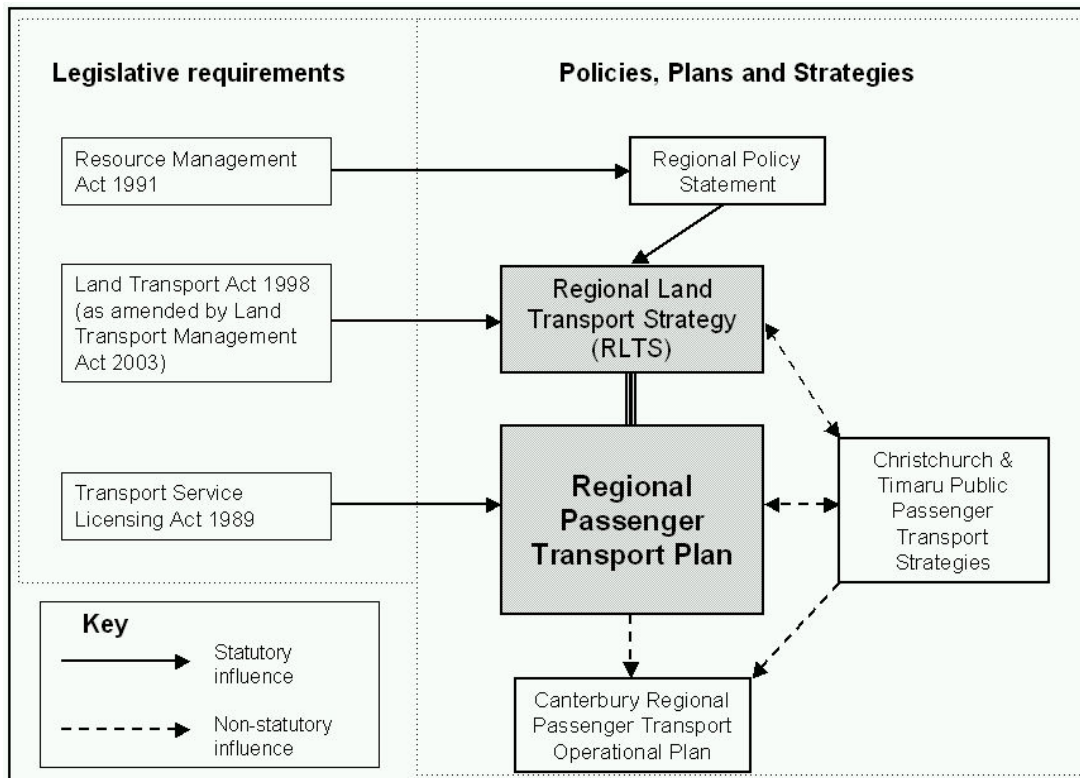 Legislative requirements
Policies, Plans and Strategies
Resource Management
Act 1991
Regional Policy
Statement
Land Transport Act 1998
(as amended by Land
Transport Management
Act 2003)
Regional Land
Transport Strategy
(RLTS)
Transport Service
Licensing Act 1989
Regional
Passenger
Transport Plan
Christchurch &
Timaru Public
Passenger
Transport
Strategies
Key
Statutory
influence
Non-statutory
influence
Canterbury Regional
Passenger Transport
Operational Plan